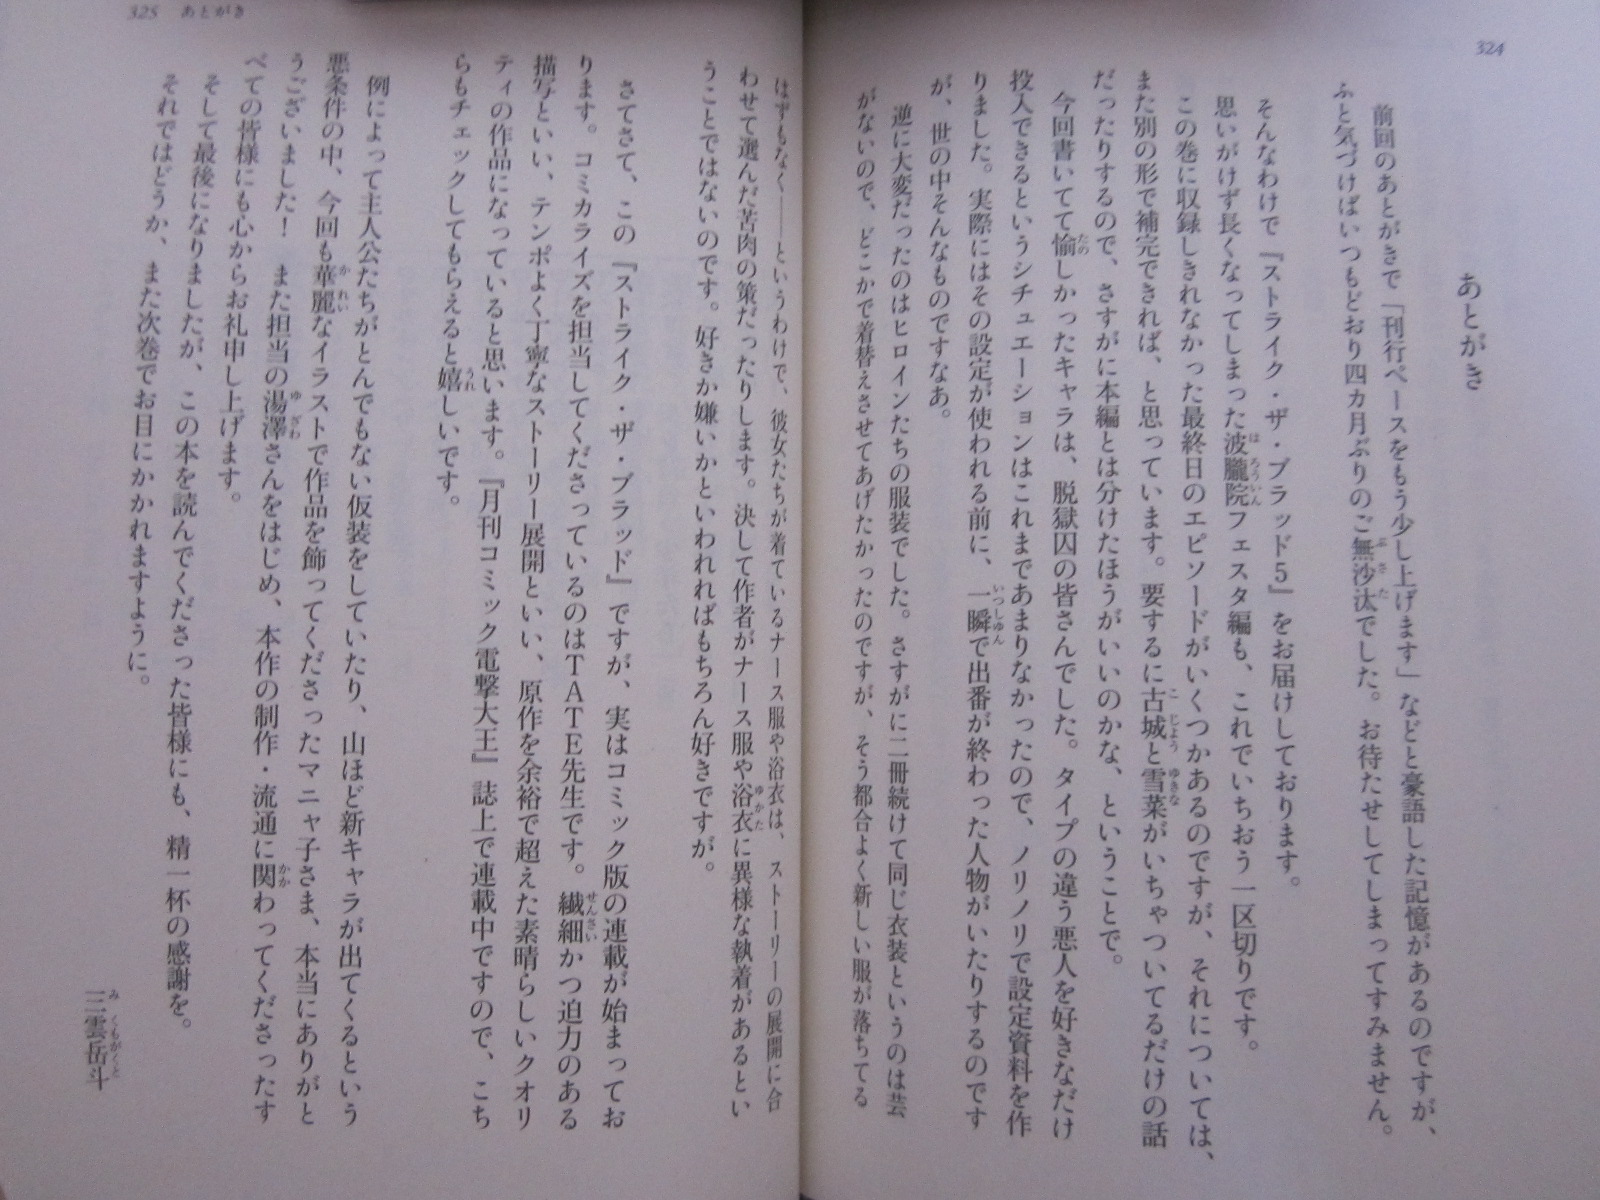 324
あとがき
前回のあとがきで「刊行ペースをもう少し上げます」などと豪語した記憶があるのですが、
ふと気づけばいつもどおり四カ月ぶりのご無沙汰でした。お待たせしてしまってすみません。
そんなわけで『ストライク・ザ・ブラッド5』をお届けしております。
思いがけず長くなってしまった波朧院フェスタ編も、これでいちおう一区切りです。
この巻に収録しきれなかった最終日のエピソードがいくつかあるのですが、それについては、
また別の形で補完できれば、と思っています。要するに古城と雪菜がいちゃついてるだけの話
だったりするので、さすがに本編とは分けたほうがいいのかな、ということで。
今回書いてて愉しかったキャラは、脱獄囚の皆さんでした。タイプの違う悪人を好きなだけ
投入できるというシチュエーションはこれまであまりなかったので、ノリノリで設定資料を作
りました。実際にはその設定が使われる前に、一瞬で出番が終わった人物がいたりするのです
が、世の中そんなものですなあ。
逆に大変だったのはヒロインたちの服装でした。さすがに二冊続けて同じ衣装というのは芸
がないので、どこかで着替えさせてあげたかったのですが、そう都合よく新しい服が落ちてる
325 あとがき
はずもなく――というわけで、彼女たちが着ているナース服や浴衣は、ストーリーの展開に合
わせて選んだ苦肉の策だったりします。決して作者がナース服や浴衣に異様な執着があるとい
うことではないのです。好きか嫌いかといわれればもちろん好きですが。
さてさて、この『ストライク・ザ・ブラッド』ですが、実はコミック版の連載が始まってお
ります。コミカライズを担当してくださっているのはTATE先生です。繊細かつ迫力のある
描写といい、テンポよく丁寧なストーリー展開といい、原作を余裕で超えた素晴らしいクオリ
ティの作品になっていると思います。『月刊コミック電撃大王』誌上で連載中ですので、こち
らもチェックしてもらえると嬉しいです。
例によって主人公たちがとんでもない仮装をしていたり、山ほど新キャラが出てくるという
悪条件の中、今回も華麗なイラストで作品を飾ってくださったマニャ子さま、本当にありがと
うございました！　また担当の湯澤さんをはじめ、本作の制作・流通に関わってくださったす
べての皆様にも心からお礼申し上げます。
そして最後になりましたが、この本を読んでくださった皆様にも、精一杯の感謝を。
それではどうか、また次巻でお目にかかれますように。
三雲岳斗